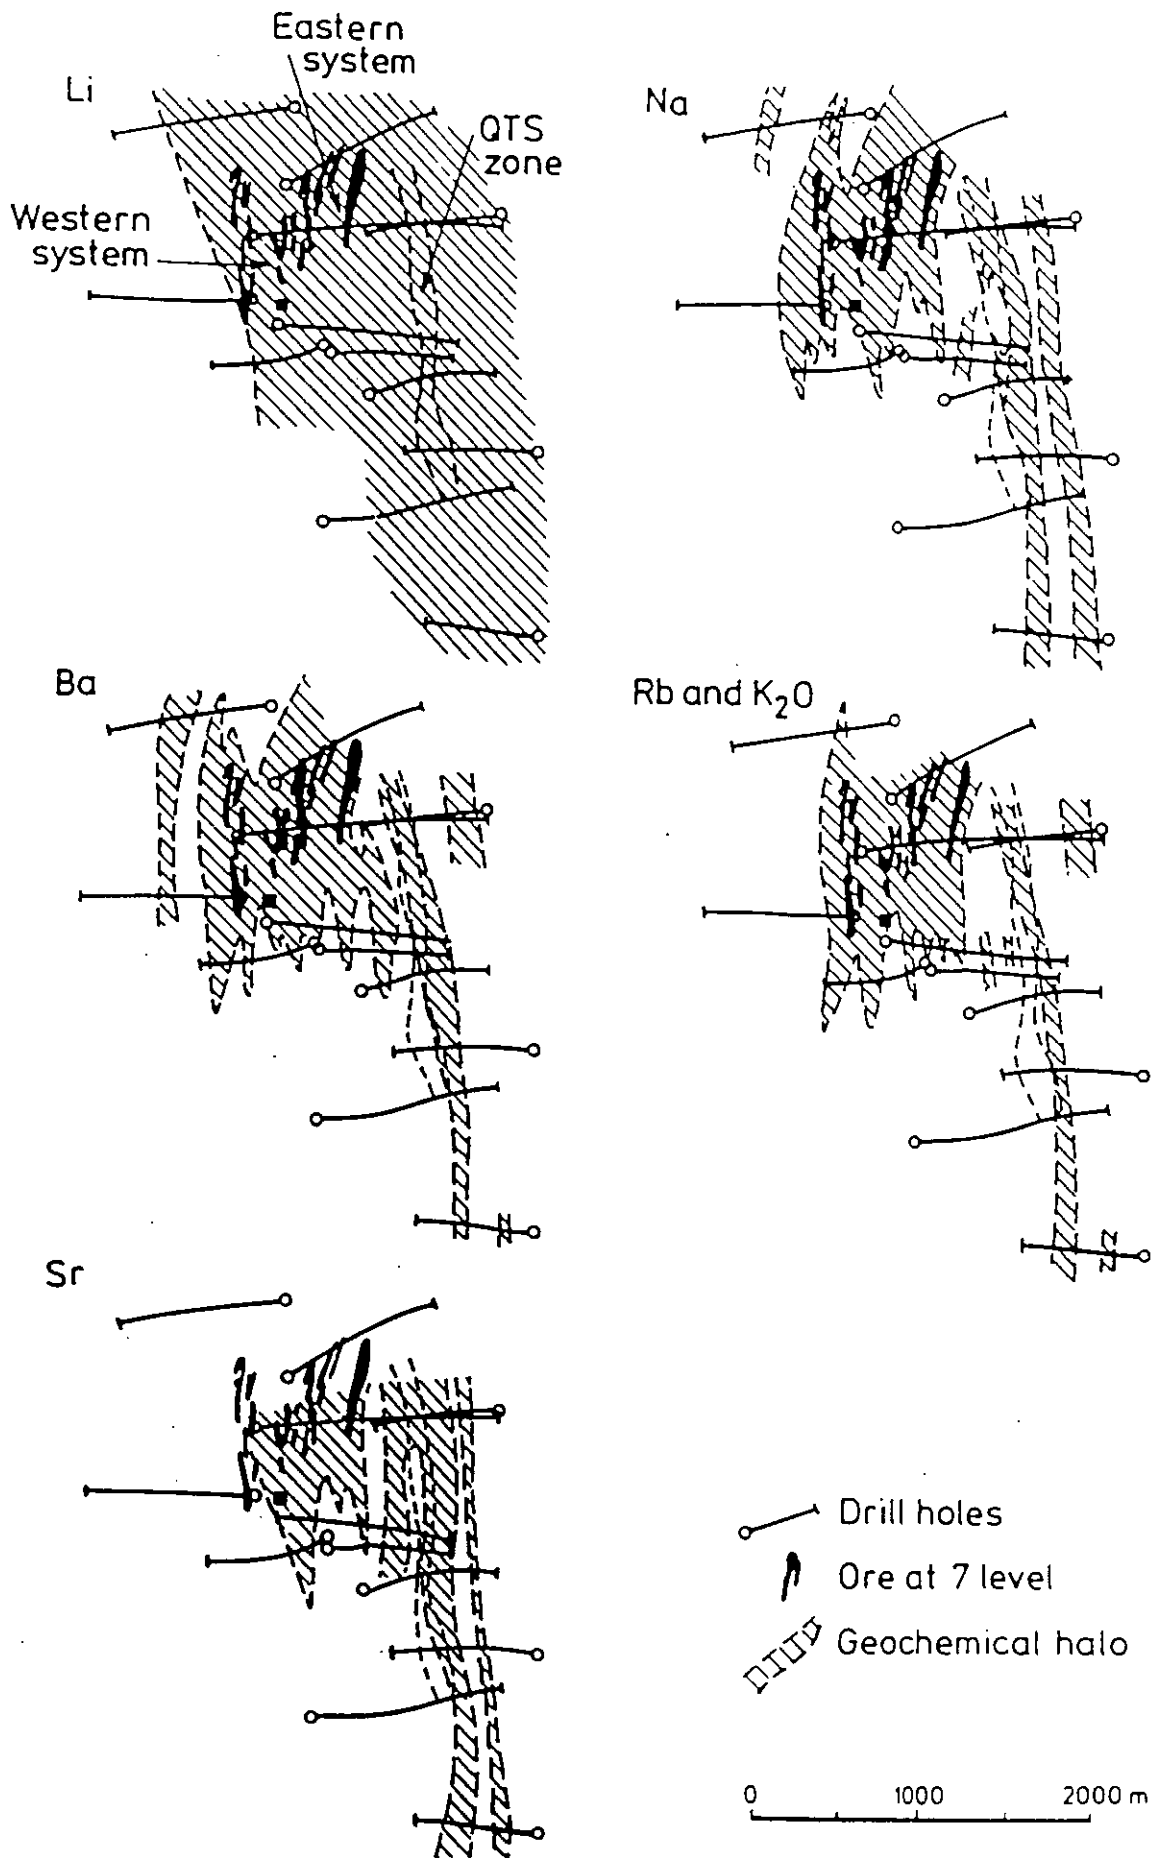 Eastern
system
Li
QTS
zone
Western
system
Na
Ba
Rb and K₂O
Sr
Drill holes
Ore at 7 level
Geochemical halo
0 1000 2000 m